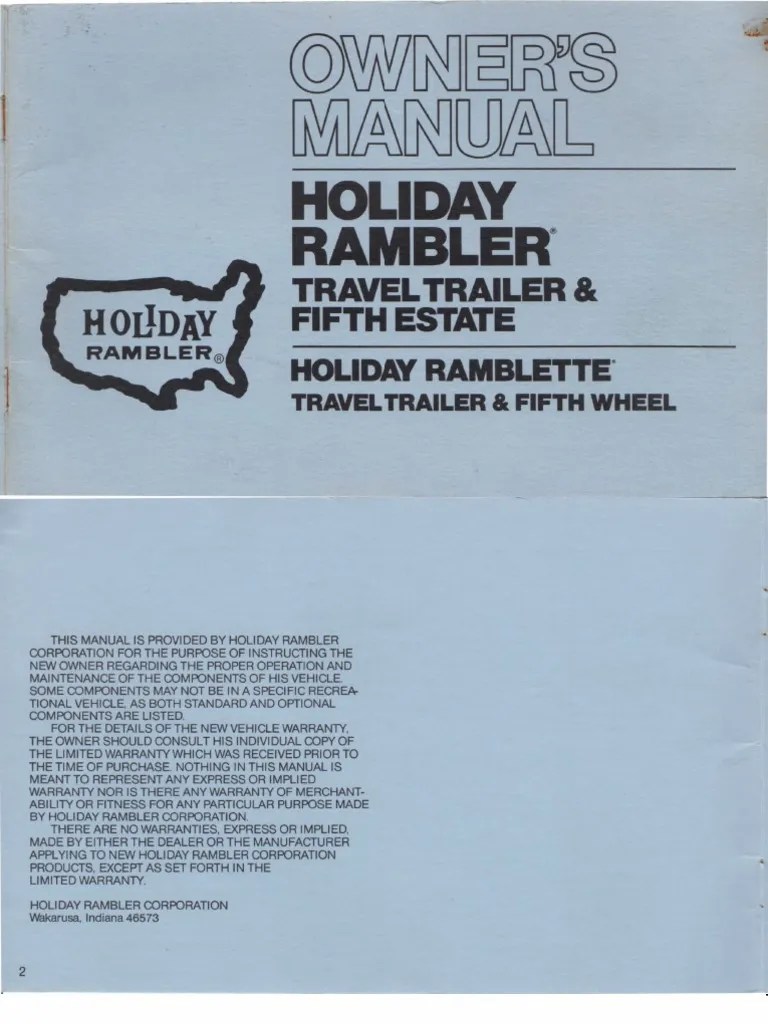 OWNER'S
MANUAL
HOLIDAY
RAMBLER®
TRAVEL TRAILER &
FIFTH ESTATE
HOLIDAY RAMBLETTE®
TRAVEL TRAILER & FIFTH WHEEL
HOLIDAY
RAMBLER®
THIS MANUAL IS PROVIDED BY HOLIDAY RAMBLER
CORPORATION FOR THE PURPOSE OF INSTRUCTING THE
NEW OWNER REGARDING THE PROPER OPERATION AND
MAINTENANCE OF THE COMPONENTS OF HIS VEHICLE.
SOME COMPONENTS MAY NOT BE IN A SPECIFIC RECREA-
TIONAL VEHICLE, AS BOTH STANDARD AND OPTIONAL
COMPONENTS ARE LISTED.
FOR THE DETAILS OF THE NEW VEHICLE WARRANTY,
THE OWNER SHOULD CONSULT HIS INDIVIDUAL COPY OF
THE LIMITED WARRANTY WHICH WAS RECEIVED PRIOR TO
THE TIME OF PURCHASE. NOTHING IN THIS MANUAL IS
MEANT TO REPRESENT ANY EXPRESS OR IMPLIED
WARRANTY NOR IS THERE ANY WARRANTY OF MERCHANT-
ABILITY OR FITNESS FOR ANY PARTICULAR PURPOSE MADE
BY HOLIDAY RAMBLER CORPORATION.
THERE ARE NO WARRANTIES, EXPRESS OR IMPLIED,
MADE BY EITHER THE DEALER OR THE MANUFACTURER
APPLYING TO NEW HOLIDAY RAMBLER CORPORATION
PRODUCTS, EXCEPT AS SET FORTH IN THE
LIMITED WARRANTY.
HOLIDAY RAMBLER CORPORATION
Wakarusa, Indiana 46573
2